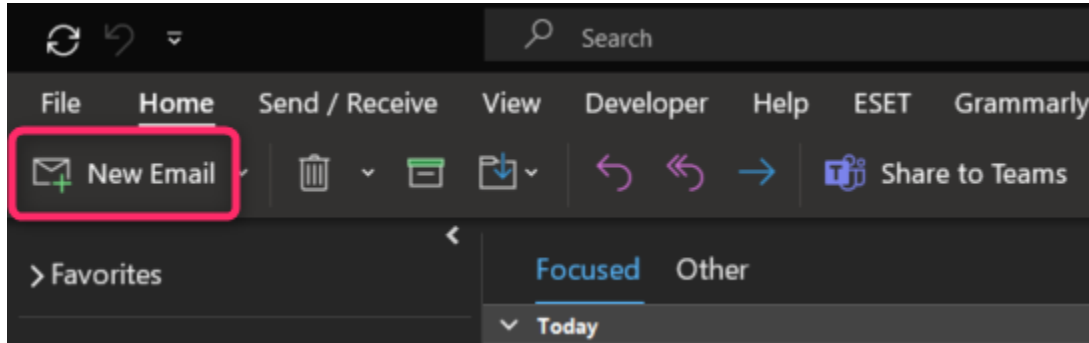 Search
File Home Send / Receive View Developer Help ESET Grammarly
New Email Share to Teams
Favorites
Focused Other
Today